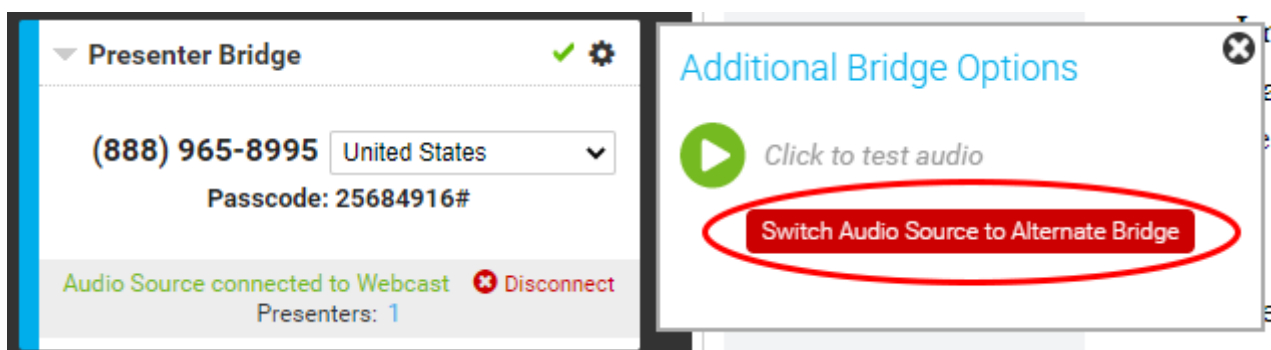 Presenter Bridge
(888) 965-8995 United States
Passcode: 25684916#
Audio Source connected to Webcast Disconnect
Presenters: 1
Additional Bridge Options
Click to test audio
Switch Audio Source to Alternate Bridge